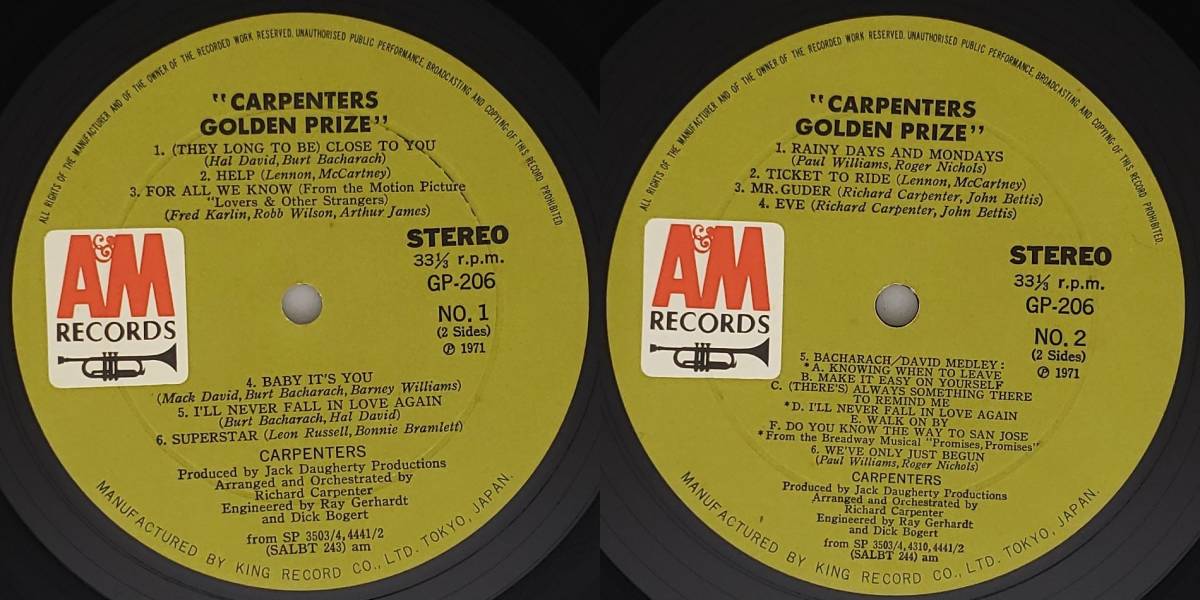 ALL RIGHTS OF THE MANUFACTURER AND OF THE OWNER OF THE RECORDED WORK RESERVED. UNAUTHORISED PUBLIC PERFORMANCE, BROADCASTING AND COPYING-OF THIS RECORD PROHIBITED.
"CARPENTERS
GOLDEN PRIZE"
1. (THEY LONG TO BE) CLOSE TO YOU
(Hal David, Burt Bacharach)
2. HELP (Lennon, McCartney)
3. FOR ALL WE KNOW (From the Motion Picture
"Lovers & Other Strangers)
(Fred Karlin, Robb Wilson, Arthur James)
A&M
RECORDS
STEREO
33⅓ r.p.m.
GP-206
NO. 1
(2 Sides)
℗ 1971
4. BABY IT'S YOU
(Mack David, Burt Bacharach, Barney Williams)
5. I'LL NEVER FALL IN LOVE AGAIN
(Burt Bacharach, Hal David)
6. SUPERSTAR (Leon Russell, Bonnie Bramlett)
CARPENTERS
Produced by Jack Daugherty Productions
Arranged and Orchestrated by
Richard Carpenter
Engineered by Ray Gerhardt
and Dick Bogert
from SP 3503/4, 4441/2
(SALBT 243) am
MANUFACTURED BY KING RECORD CO., LTD. TOKYO, JAPAN.
ALL RIGHTS OF THE MANUFACTURER AND OF THE OWNER OF THE RECORDED WORK RESERVED. UNAUTHORISED PUBLIC PERFORMANCE, BROADCASTING AND COPYING-OF THIS RECORD PROHIBITED.
"CARPENTERS
GOLDEN PRIZE"
1. RAINY DAYS AND MONDAYS
(Paul Williams, Roger Nichols)
2. TICKET TO RIDE (Lennon, McCartney)
3. MR. GUDER (Richard Carpenter, John Bettis)
4. EVE (Richard Carpenter, John Bettis)
A&M
RECORDS
STEREO
33⅓ r.p.m.
GP-206
NO. 2
(2 Sides)
℗ 1971
5. BACHARACH/DAVID MEDLEY:
*A. KNOWING WHEN TO LEAVE
B. MAKE IT EASY ON YOURSELF
C. (THERE'S) ALWAYS SOMETHING THERE
TO REMIND ME
*D. I'LL NEVER FALL IN LOVE AGAIN
E. WALK ON BY
F. DO YOU KNOW THE WAY TO SAN JOSE
*From the Breadway Musical "Promises, Promises"
6. WE'VE ONLY JUST BEGUN
(Paul Williams, Roger Nichols)
CARPENTERS
Produced by Jack Daugherty Productions
Arranged and Orchestrated by
Richard Carpenter
Engineered by Ray Gerhardt
and Dick Bogert
from SP 3503/4, 4310, 4441/2
(SALBT 244) am
MANUFACTURED BY KING RECORD CO., LTD. TOKYO, JAPAN.